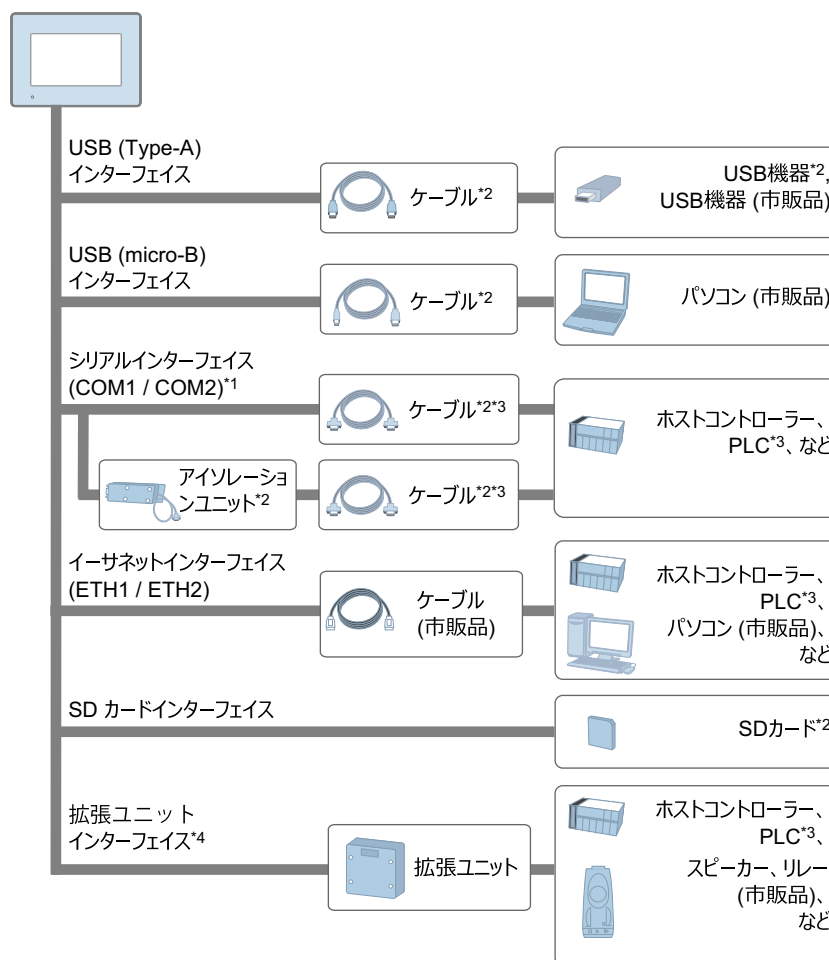 USB (Type-A)
インターフェイス
ケーブル*2
USB機器*2,
USB機器 (市販品)
USB (micro-B)
インターフェイス
ケーブル*2
パソコン (市販品)
シリアルインターフェイス
(COM1 / COM2)*1
ケーブル*2*3
ホストコントローラー、
PLC*3、など
アイソレーショ
ンユニット*2
ケーブル*2*3
イーサネットインターフェイス
(ETH1 / ETH2)
ケーブル
(市販品)
ホストコントローラー、
PLC*3、
パソコン (市販品)、
など
SD カードインターフェイス
SDカード*2
拡張ユニット
インターフェイス*4
拡張ユニット
ホストコントローラー、
PLC*3、
スピーカー、リレー
(市販品)、
など